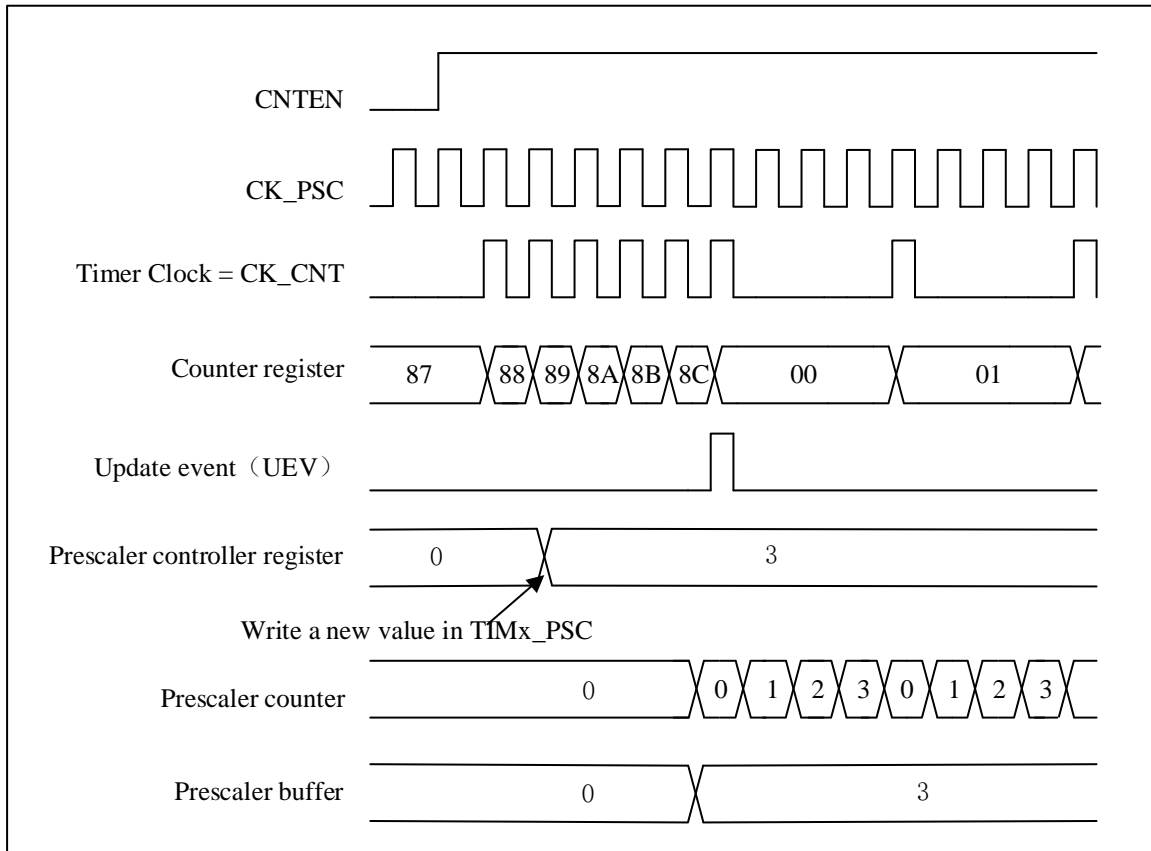 CNTEN
CK_PSC
Timer Clock = CK_CNT
Counter register
87 88 89 8A 8B 8C 00 01
Update event（UEV）
Prescaler controller register
0 3
Write a new value in TIMx_PSC
Prescaler counter
0 0 1 2 3 0 1 2 3
Prescaler buffer
0 3